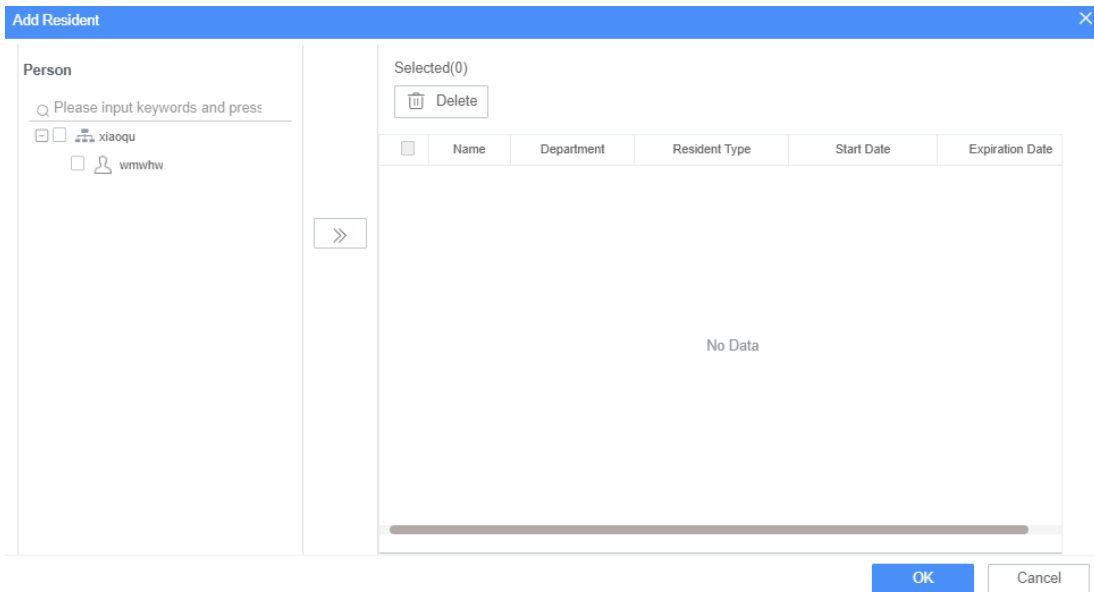 Add Resident
Person
Please input keywords and press
xiaoqu
wmwhw
Selected(0)
Delete
Name Department Resident Type Start Date Expiration Date
No Data
OK Cancel